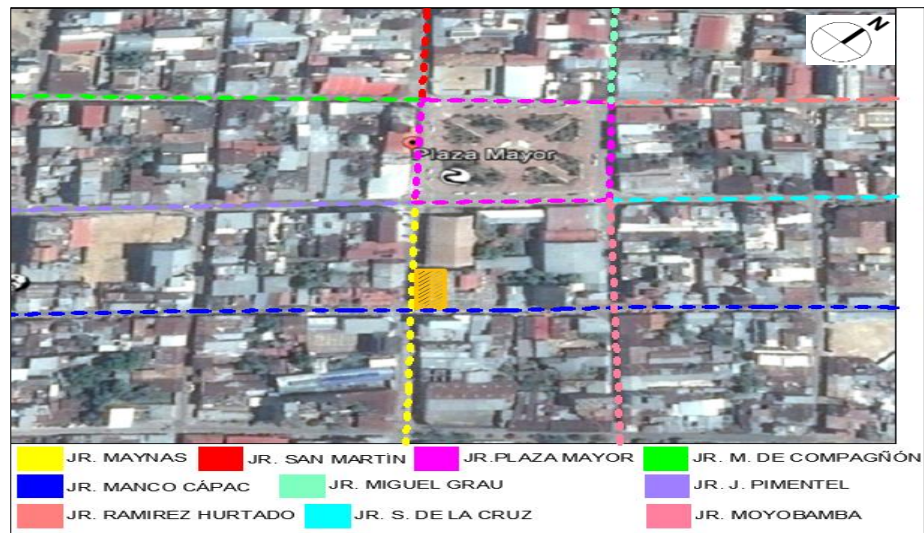 N
Plaza Mayor
JR. MAYNAS JR. SAN MARTÍN JR.PLAZA MAYOR JR. M. DE COMPAGÑÓN
JR. MANCO CÁPAC JR. MIGUEL GRAU JR. J. PIMENTEL
JR. RAMIREZ HURTADO JR. S. DE LA CRUZ JR. MOYOBAMBA